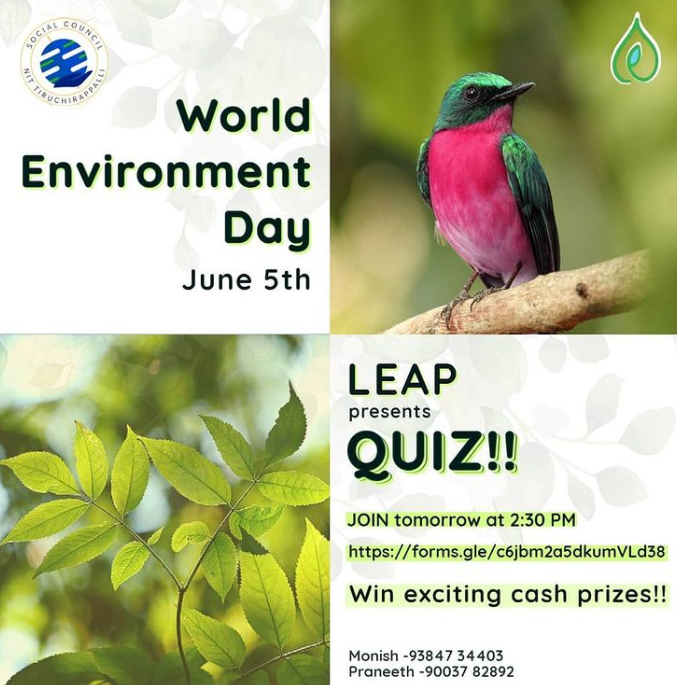 SOCIAL COUNCIL
NIT TIRUCHIRAPPALLI
World
Environment
Day
June 5th
LEAP
presents
QUIZ!!
JOIN tomorrow at 2:30 PM
https://forms.gle/c6jbm2a5dkumVLd38
Win exciting cash prizes!!
Monish -93847 34403
Praneeth -90037 82892